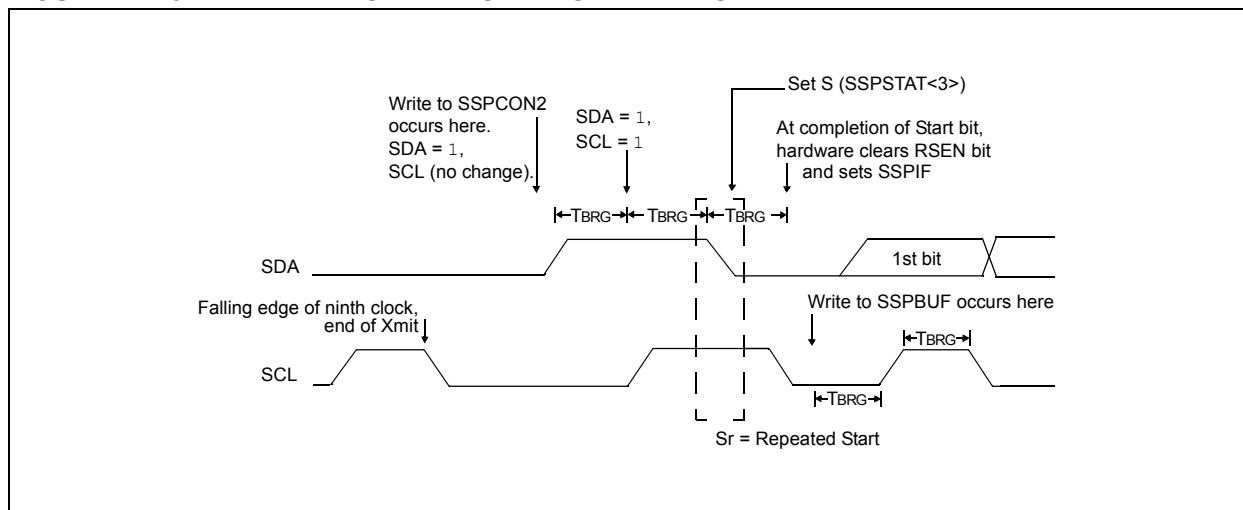 Set S (SSPSTAT<3>)
Write to SSPCON2
occurs here.
SDA = 1,
SCL (no change).
SDA = 1,
SCL = 1
At completion of Start bit,
hardware clears RSEN bit
and sets SSPIF
TBRG
TBRG
TBRG
SDA
1st bit
Write to SSPBUF occurs here
Falling edge of ninth clock,
end of Xmit
TBRG
SCL
TBRG
Sr = Repeated Start